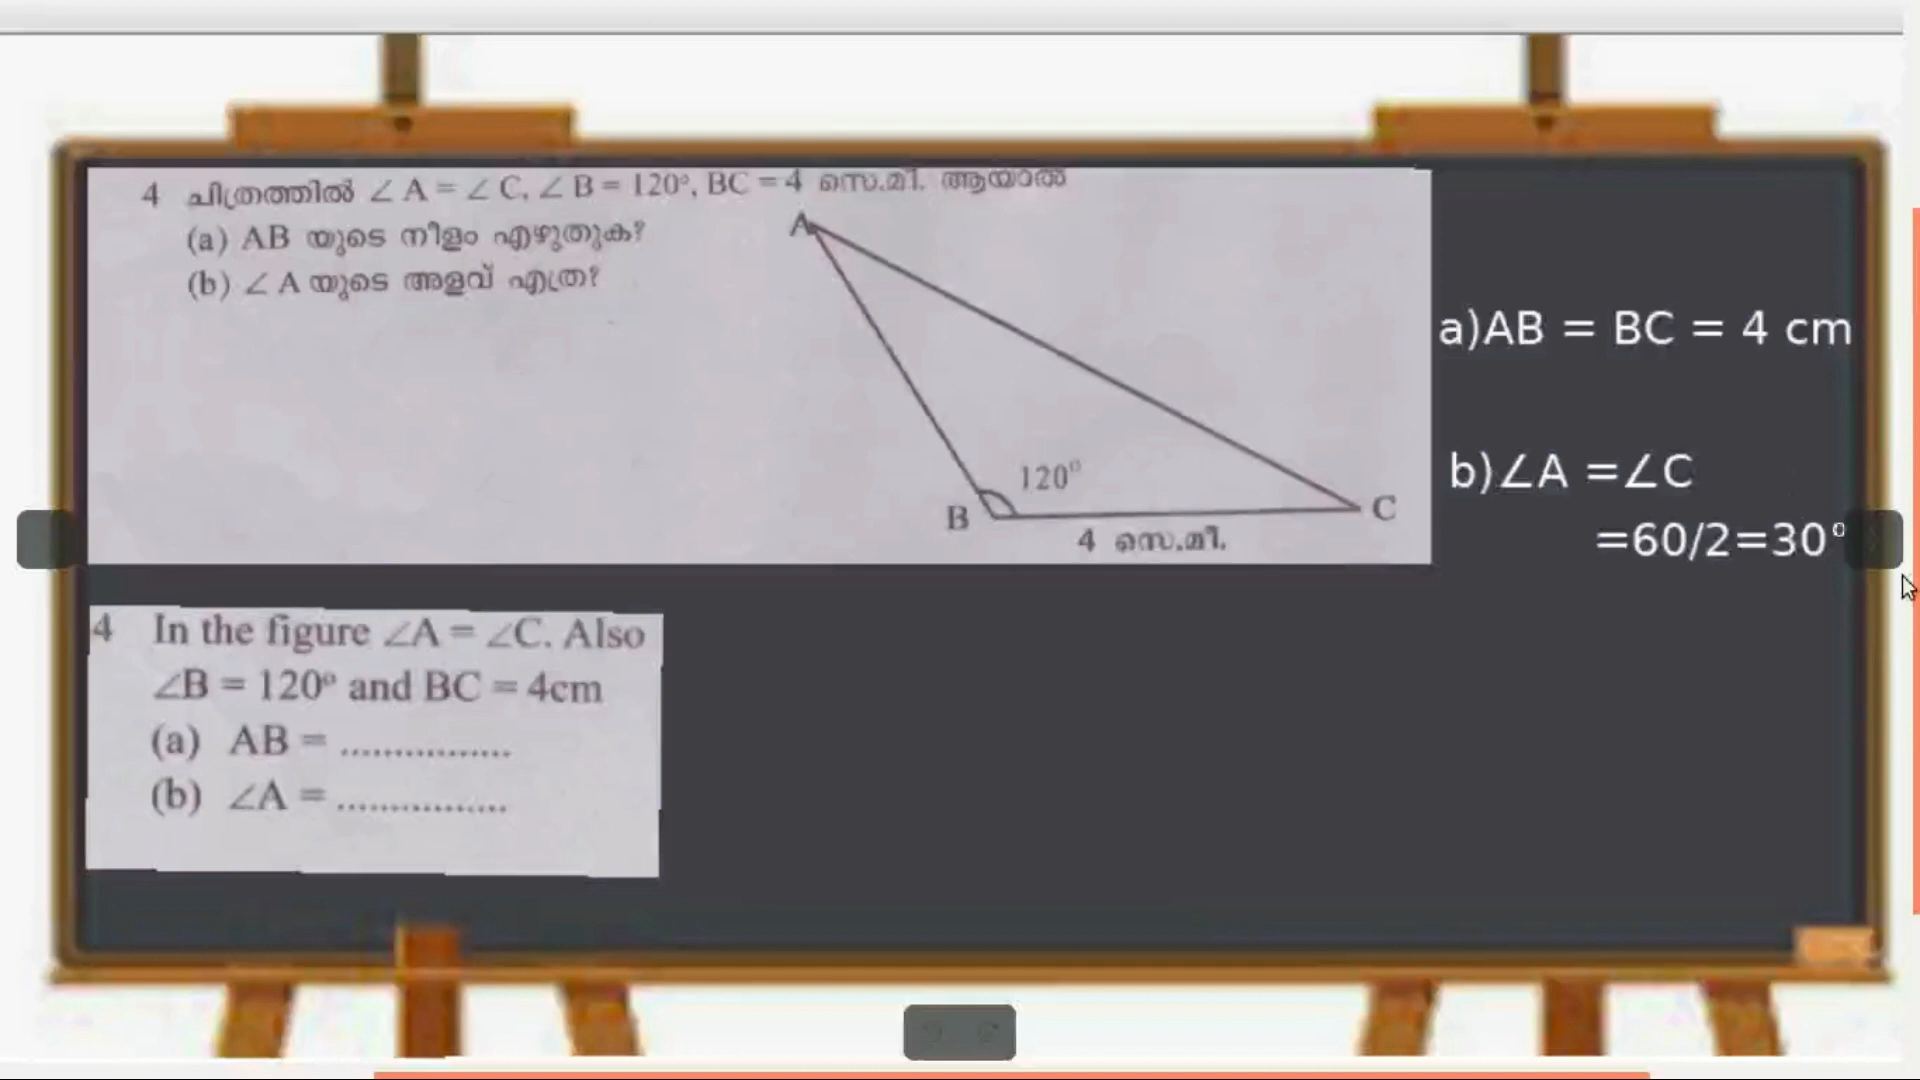 4 ചിത്രത്തിൽ ∠ A = ∠ C, ∠ B = 120°, BC = 4 സെ.മീ. ആയാൽ
(a) AB യുടെ നീളം എഴുതുക?
(b) ∠ A യുടെ അളവ് എത്ര?
A
120°
B
C
4 സെ.മീ.
a)AB = BC = 4 cm
b)∠A =∠C
=60/2=30°
4 In the figure ∠A = ∠C. Also
∠B = 120° and BC = 4cm
(a) AB = ................
(b) ∠A = ................